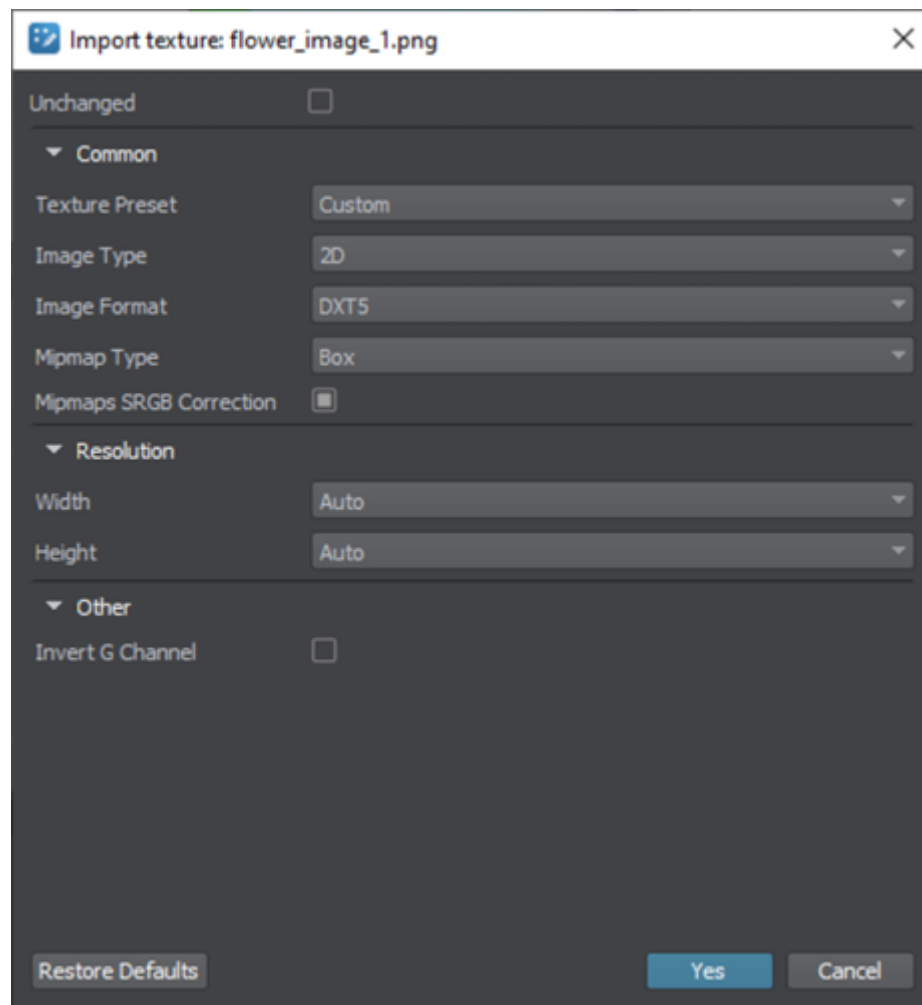 Import texture: flower_image_1.png
Unchanged
Common
Texture Preset Custom
Image Type 2D
Image Format DXT5
Mipmap Type Box
Mipmaps SRGB Correction
Resolution
Width Auto
Height Auto
Other
Invert G Channel
Restore Defaults Yes Cancel